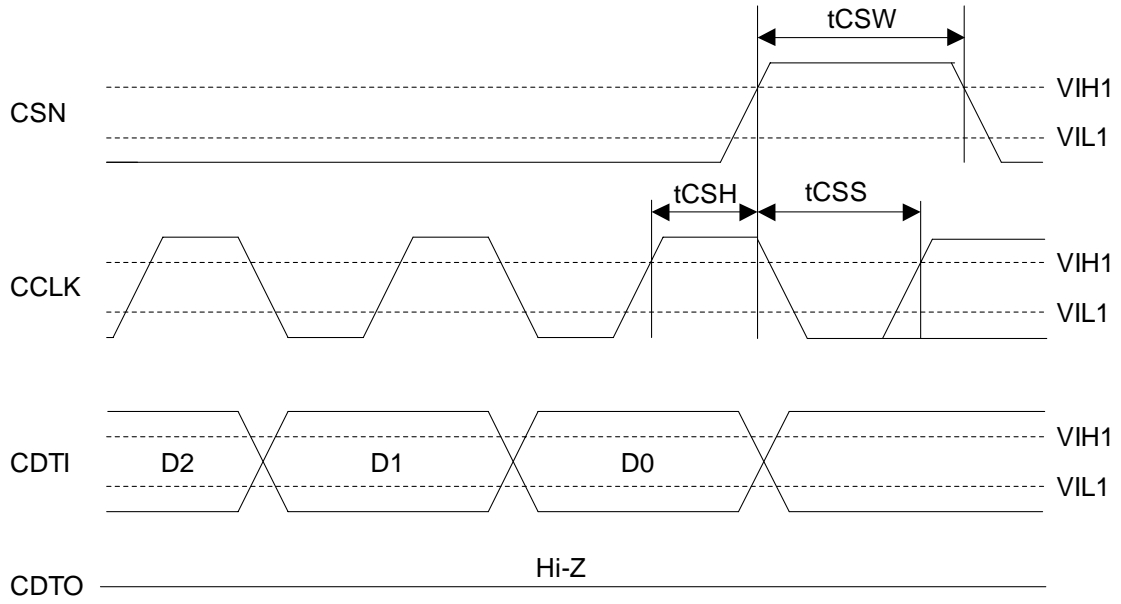 tCSW
CSN
VIH1
VIL1
tCSH
tCSS
CCLK
VIH1
VIL1
CDTI
D2
D1
D0
VIH1
VIL1
CDTO
Hi-Z